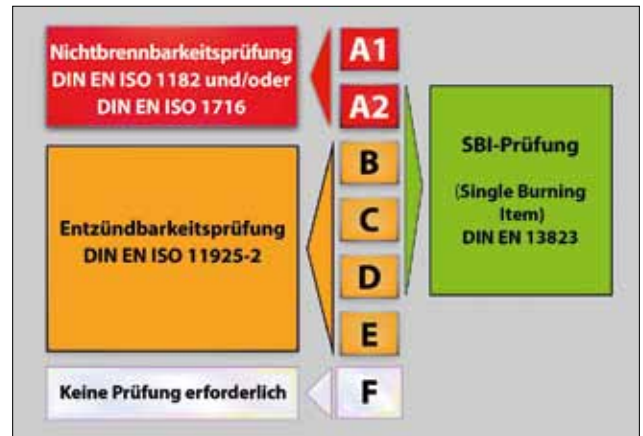 Nichtbrennbarkeitsprüfung
DIN EN ISO 1182 und/oder
DIN EN ISO 1716
A1
A2
B
C
D
E
F
Entzündbarkeitsprüfung
DIN EN ISO 11925-2
Keine Prüfung erforderlich
SBI-Prüfung
(Single Burning
Item)
DIN EN 13823